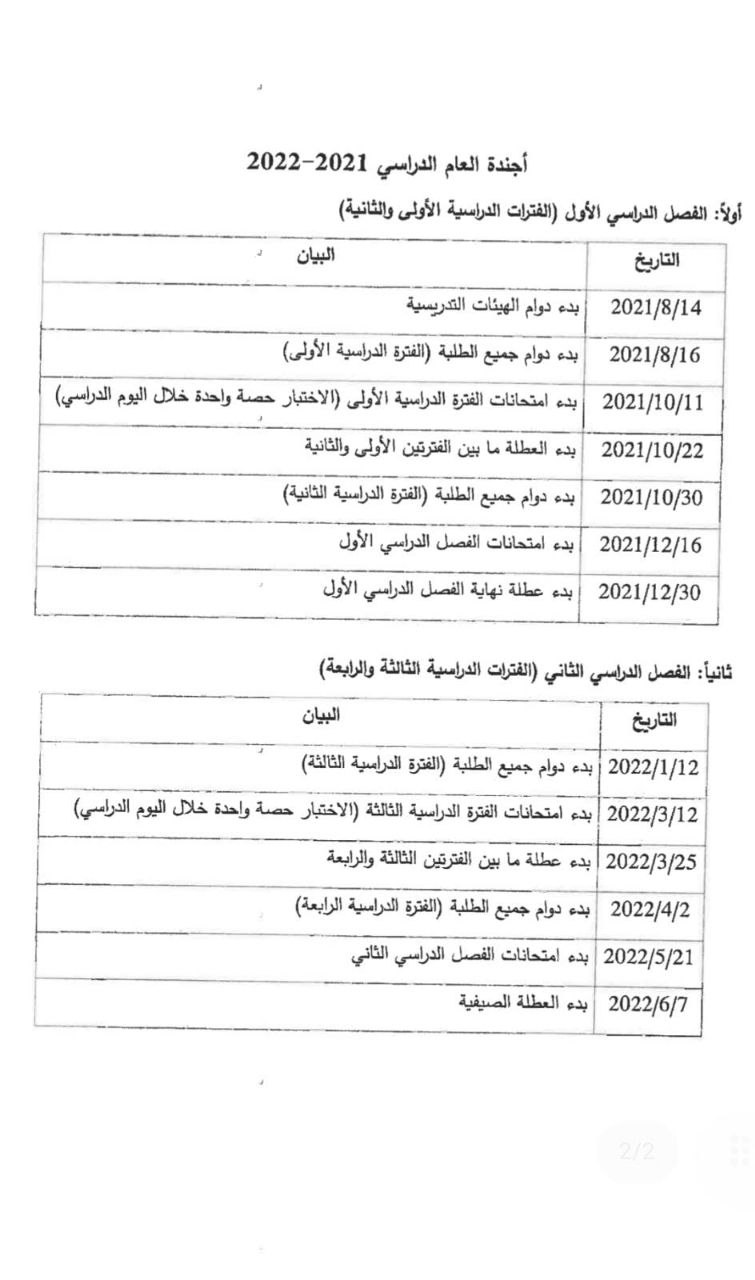 أجندة العام الدراسي 2021-2022
أولاً: الفصل الدراسي الأول (الفترات الدراسية الأولى والثانية)
التاريخ البيان
2021/8/14 بدء دوام الهيئات التدريسية
2021/8/16 بدء دوام جميع الطلبة (الفترة الدراسية الأولى)
2021/10/11 بدء امتحانات الفترة الدراسية الأولى (الاختبار حصة واحدة خلال اليوم الدراسي)
2021/10/22 بدء العطلة ما بين الفترتين الأولى والثانية
2021/10/30 بدء دوام جميع الطلبة (الفترة الدراسية الثانية)
2021/12/16 بدء امتحانات الفصل الدراسي الأول
2021/12/30 بدء عطلة نهاية الفصل الدراسي الأول
ثانياً: الفصل الدراسي الثاني (الفترات الدراسية الثالثة والرابعة)
التاريخ البيان
2022/1/12 بدء دوام جميع الطلبة (الفترة الدراسية الثالثة)
2022/3/12 بدء امتحانات الفترة الدراسية الثالثة (الاختبار حصة واحدة خلال اليوم الدراسي)
2022/3/25 بدء عطلة ما بين الفترتين الثالثة والرابعة
2022/4/2 بدء دوام جميع الطلبة (الفترة الدراسية الرابعة)
2022/5/21 بدء امتحانات الفصل الدراسي الثاني
2022/6/7 بدء العطلة الصيفية
2/2